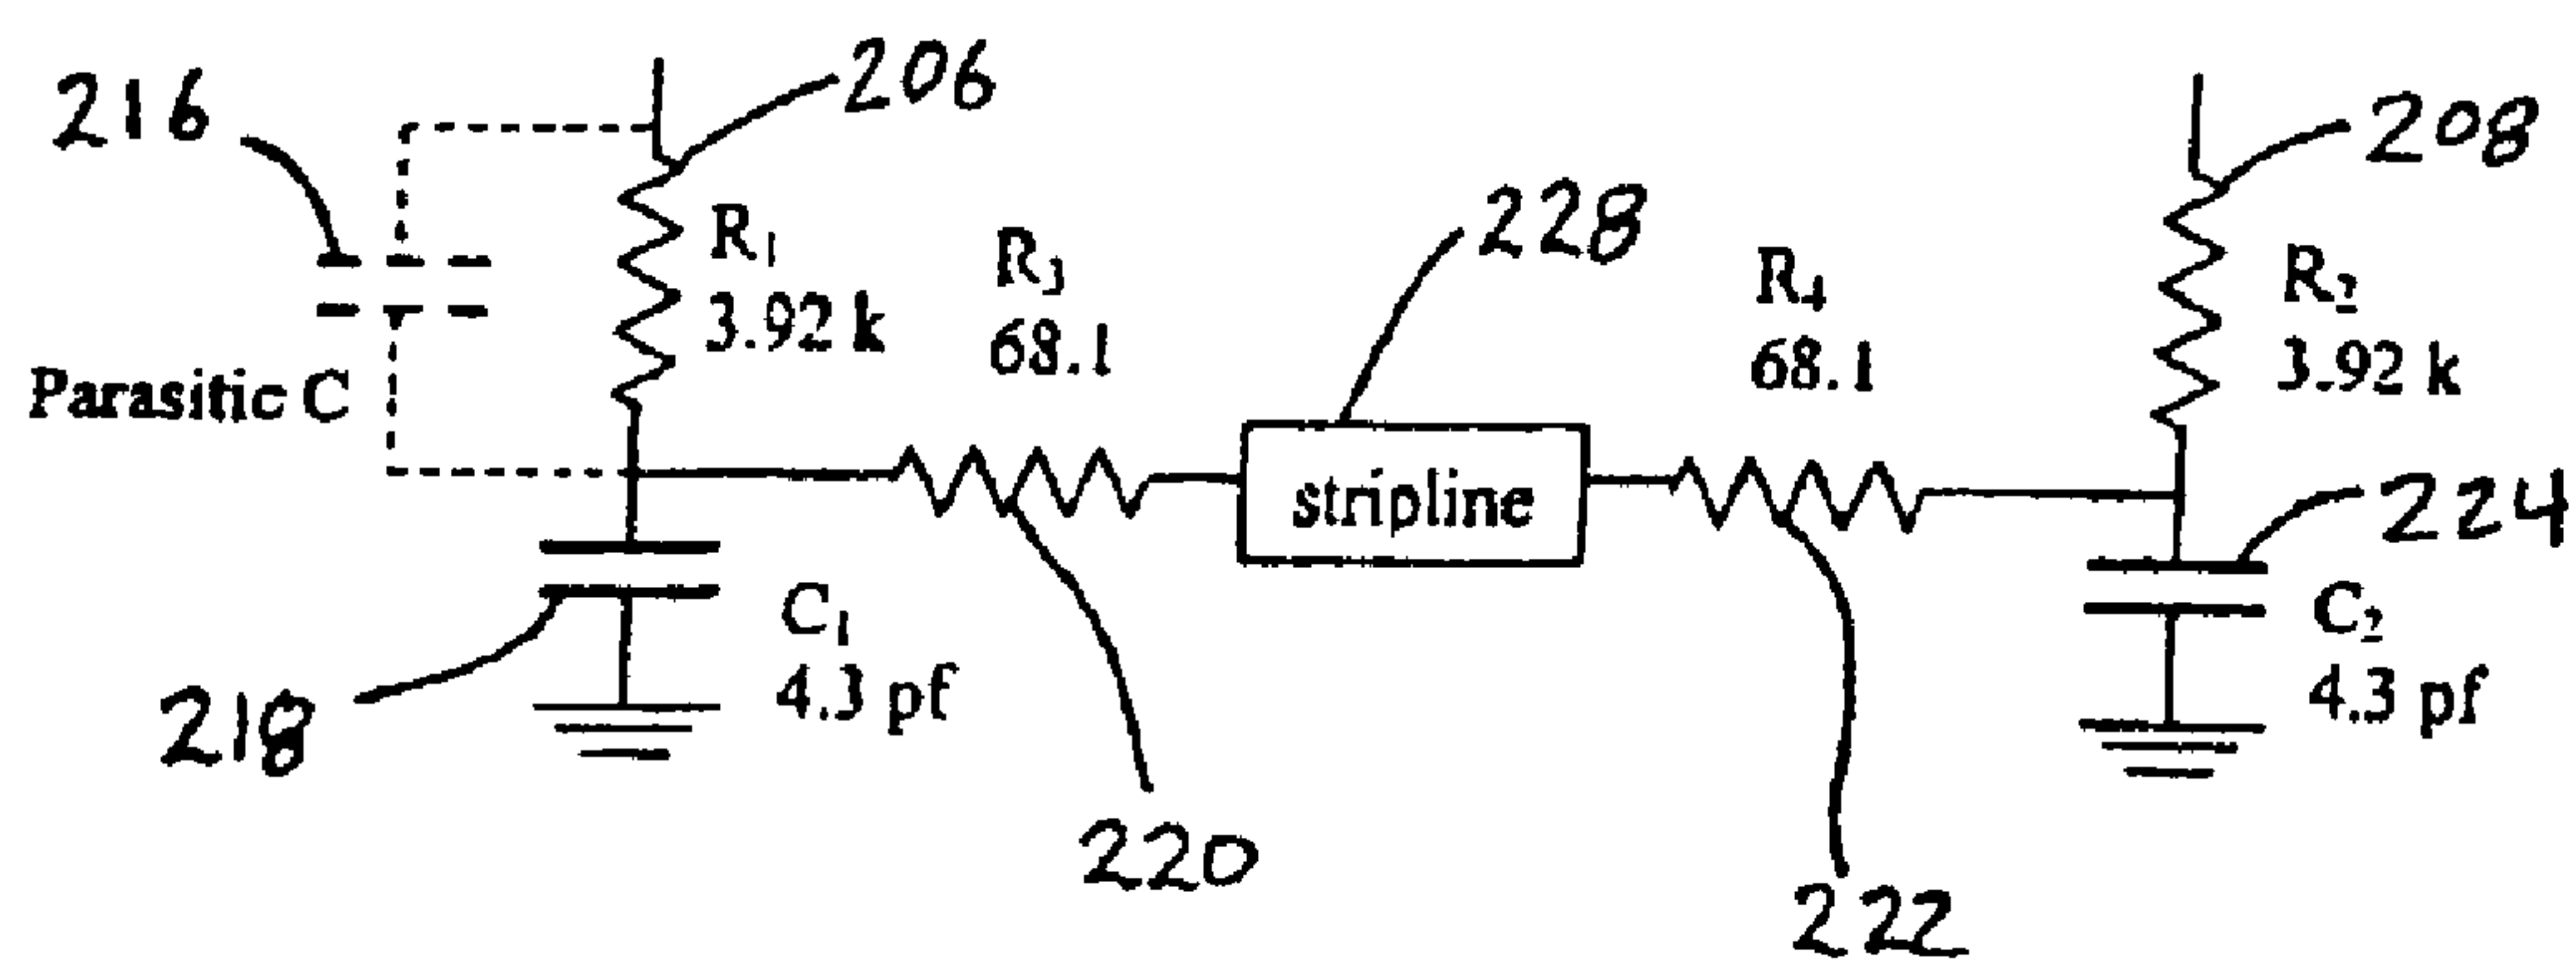 216
206
208
228
R₁
3.92 k
R₃
68.1
R₄
68.1
R₂
3.92 k
Parasitic C
stripline
224
C₁
4.3 pf
C₂
4.3 pf
218
220
222